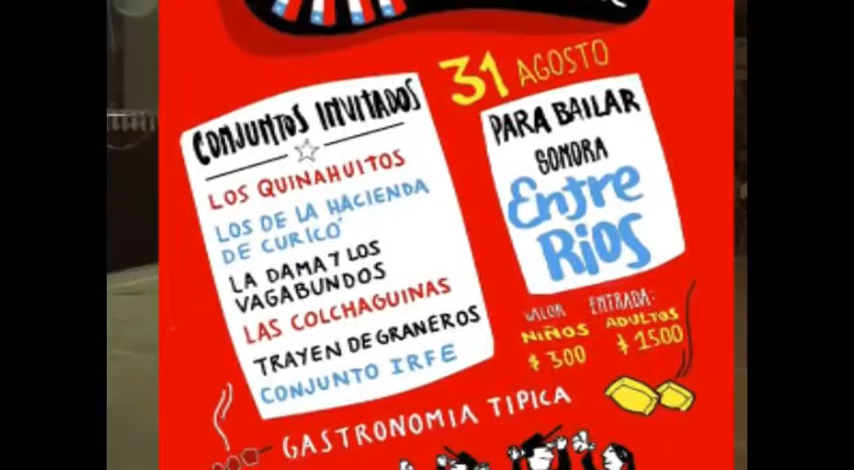 31 AGOSTO
CONJUNTOS INVITADOS
LOS QUINAHUITOS
LOS DE LA HACIENDA
DE CURICÓ
LA DAMA Y LOS
VAGABUNDOS
LAS COLCHAGUINAS
TRAYEN DE GRANEROS
CONJUNTO IRFE
PARA BAILAR
SONORA
Entre
Rios
VALOR ENTRADA:
NIÑOS ADULTOS
$ 300 $ 1500
GASTRONOMIA TIPICA